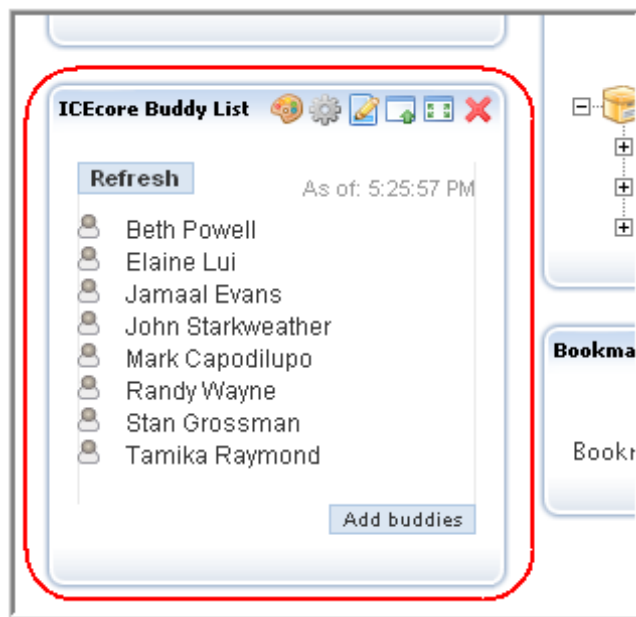 ICEcore Buddy List
Refresh
As of: 5:25:57 PM
Beth Powell
Elaine Lui
Jamaal Evans
John Starkweather
Mark Capodilupo
Randy Wayne
Stan Grossman
Tamika Raymond
Add buddies
Bookma
Bookr